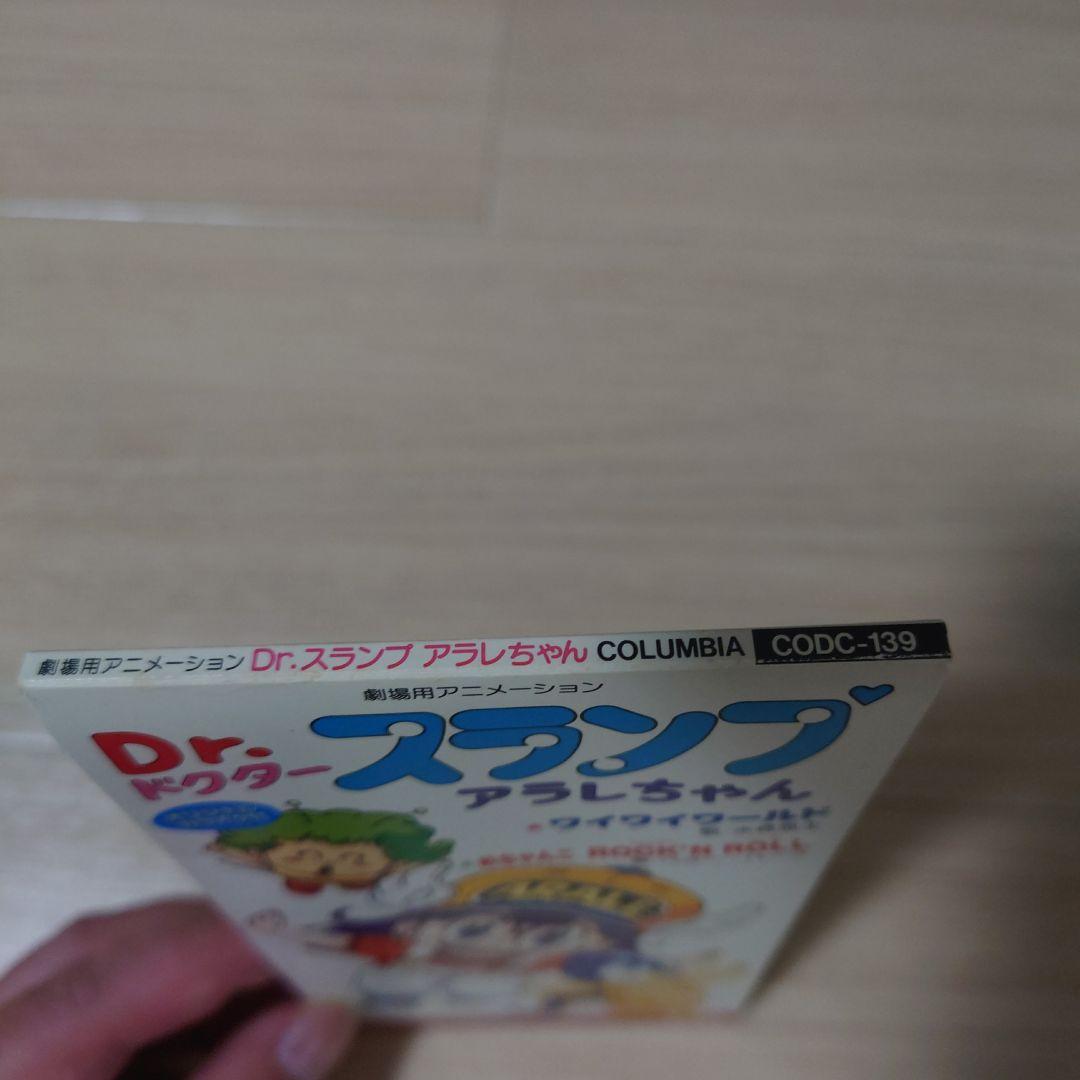 劇場用アニメーション Dr.スランプ アラレちゃん COLUMBIA CODC-139
劇場用アニメーション
Dr.スランプ
ドクター
アラレちゃん
ワイワイワールド
ROCK'N ROLL